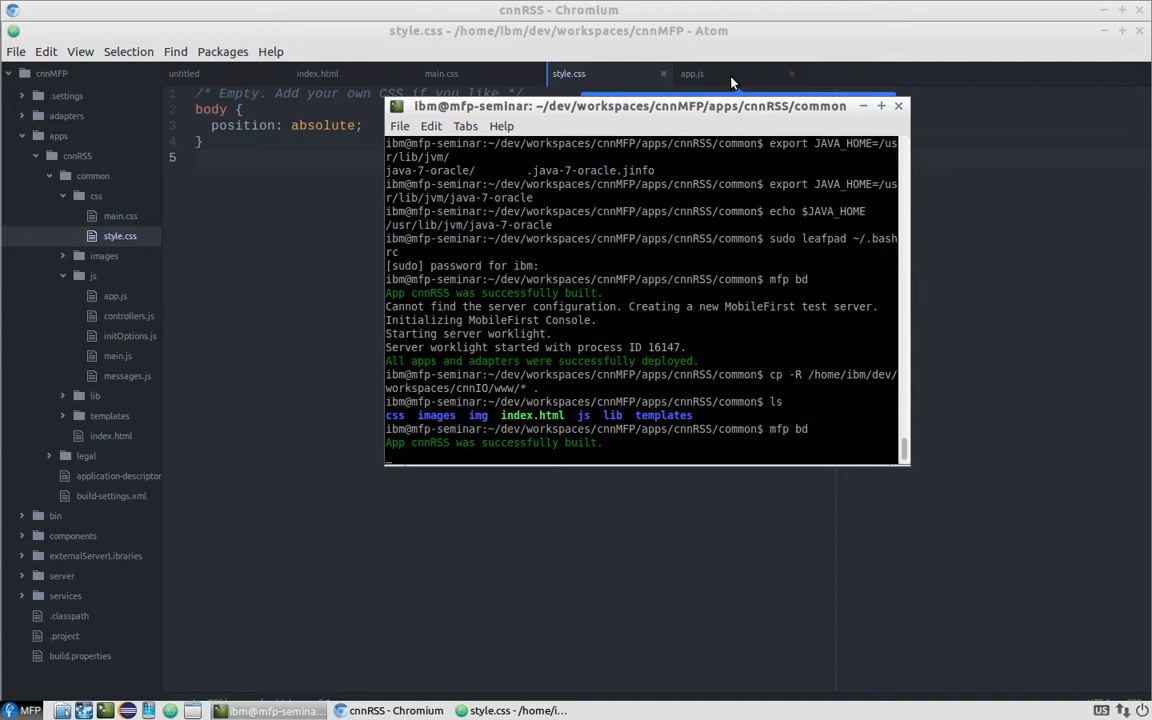 cnnRSS - Chromium
style.css - /home/ibm/dev/workspaces/cnnMFP - Atom
File Edit View Selection Find Packages Help
cnnMFP
.settings
adapters
apps
cnnRSS
common
css
main.css
style.css
images
js
app.js
controllers.js
initOptions.js
main.js
messages.js
lib
templates
index.html
legal
application-descriptor
build-settings.xml
bin
components
externalServerLibraries
server
services
.classpath
.project
build.properties
untitled index.html main.css style.css app.js
1 /* Empty. Add your own CSS if you like */
2 body {
3 position: absolute;
4 }
5
ibm@mfp-seminar: ~/dev/workspaces/cnnMFP/apps/cnnRSS/common
File Edit Tabs Help
ibm@mfp-seminar:~/dev/workspaces/cnnMFP/apps/cnnRSS/common$ export JAVA_HOME=/us
r/lib/jvm/
java-7-oracle/ .java-7-oracle.jinfo
ibm@mfp-seminar:~/dev/workspaces/cnnMFP/apps/cnnRSS/common$ export JAVA_HOME=/us
r/lib/jvm/java-7-oracle
ibm@mfp-seminar:~/dev/workspaces/cnnMFP/apps/cnnRSS/common$ echo $JAVA_HOME
/usr/lib/jvm/java-7-oracle
ibm@mfp-seminar:~/dev/workspaces/cnnMFP/apps/cnnRSS/common$ sudo leafpad ~/.bash
rc
[sudo] password for ibm:
ibm@mfp-seminar:~/dev/workspaces/cnnMFP/apps/cnnRSS/common$ mfp bd
App cnnRSS was successfully built.
Cannot find the server configuration. Creating a new MobileFirst test server.
Initializing MobileFirst Console.
Starting server worklight.
Server worklight started with process ID 16147.
All apps and adapters were successfully deployed.
ibm@mfp-seminar:~/dev/workspaces/cnnMFP/apps/cnnRSS/common$ cp -R /home/ibm/dev/
workspaces/cnnIO/www/* .
ibm@mfp-seminar:~/dev/workspaces/cnnMFP/apps/cnnRSS/common$ ls
css images img index.html js lib templates
ibm@mfp-seminar:~/dev/workspaces/cnnMFP/apps/cnnRSS/common$ mfp bd
App cnnRSS was successfully built.
MFP ibm@mfp-semina... cnnRSS - Chromium style.css - /home/i... US